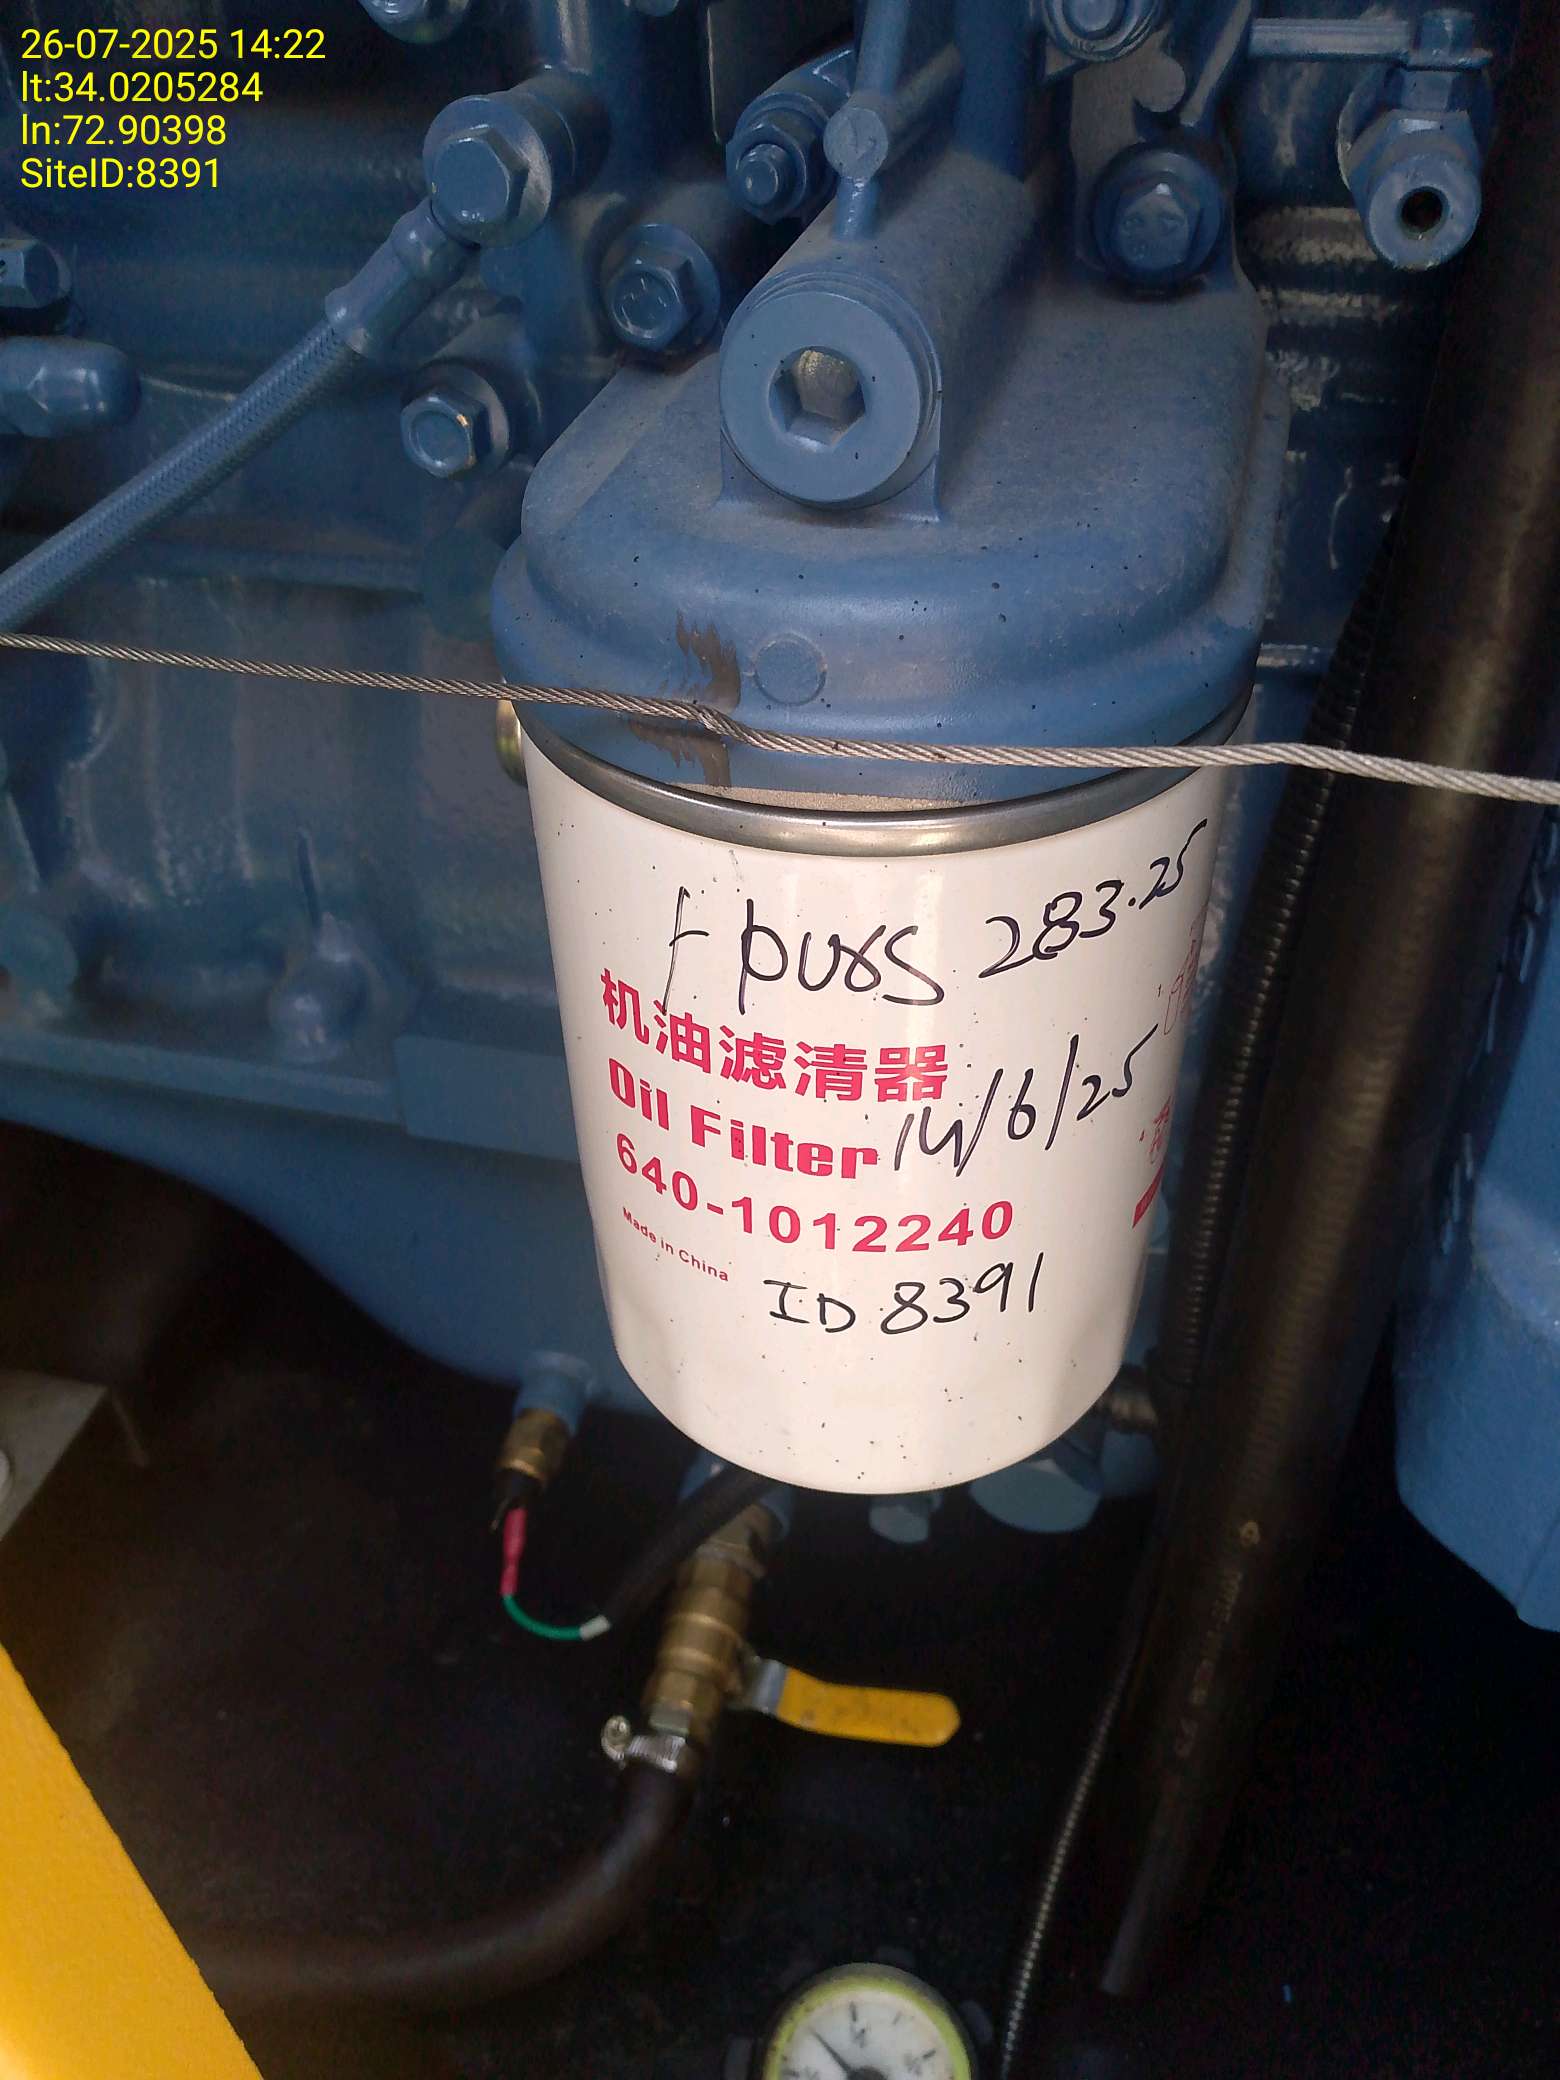 26-07-2025 14:22
lt:34.0205284
ln:72.90398
SiteID:8391
283.25
机油滤清器
Oil Filter
14/6/25
640-1012240
Made in China
ID 8391